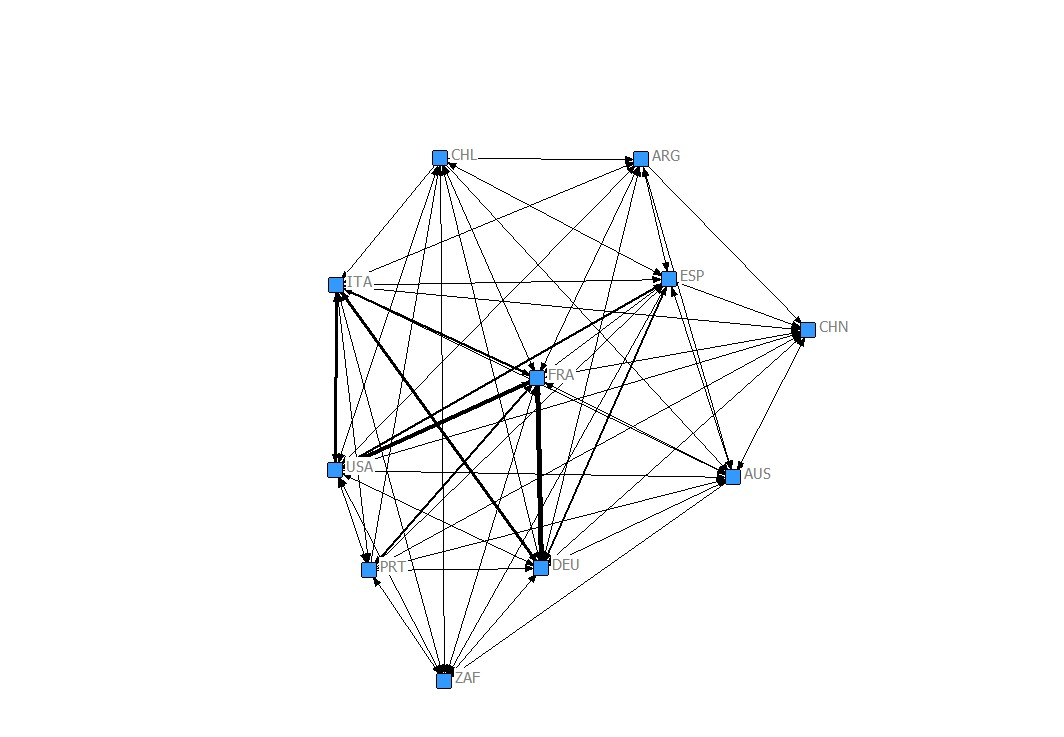 CHL
ARG
ESP
ITA
CHN
FRA
USA
AUS
PRT
DEU
ZAF